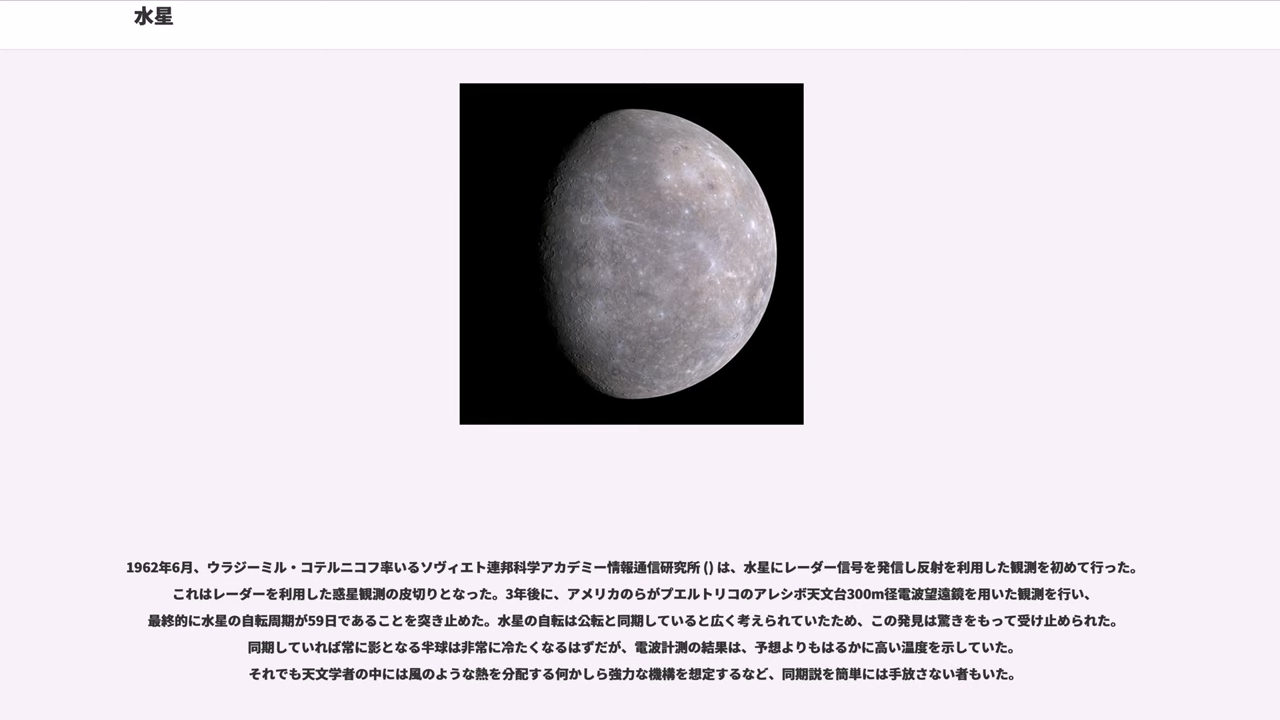 水星
1962年6月、ウラジーミル・コテルニコフ率いるソヴィエト連邦科学アカデミー情報通信研究所 () は、水星にレーダー信号を発信し反射を利用した観測を初めて行った。
これはレーダーを利用した惑星観測の皮切りとなった。3年後に、アメリカのらがプエルトリコのアレシボ天文台300m径電波望遠鏡を用いた観測を行い、
最終的に水星の自転周期が59日であることを突き止めた。水星の自転は公転と同期していると広く考えられていたため、この発見は驚きをもって受け止められた。
同期していれば常に影となる半球は非常に冷たくなるはずだが、電波計測の結果は、予想よりもはるかに高い温度を示していた。
それでも天文学者の中には風のような熱を分配する何かしら強力な機構を想定するなど、同期説を簡単には手放さない者もいた。